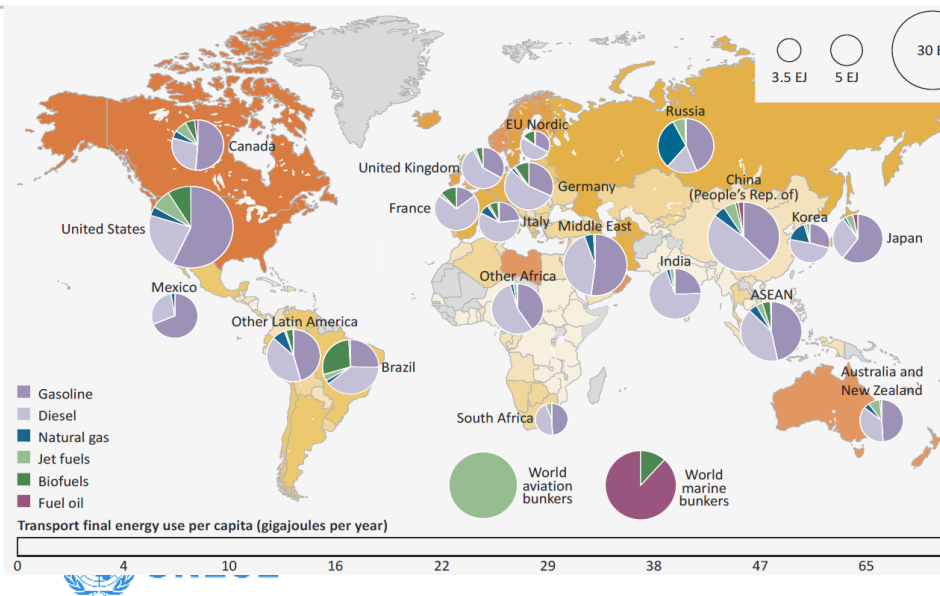 3.5 EJ
5 EJ
30 E
Russia
EU Nordic
Canada
United Kingdom
China
(People's Rep. of)
Germany
France
Korea
Italy
Middle East
United States
Japan
India
Other Africa
Mexico
ASEAN
Other Latin America
Brazil
Australia and
New Zealand
South Africa
Gasoline
Diesel
Natural gas
Jet fuels
Biofuels
Fuel oil
World
aviation
bunkers
World
marine
bunkers
Transport final energy use per capita (gigajoules per year)
0 4 10 16 22 29 38 47 65